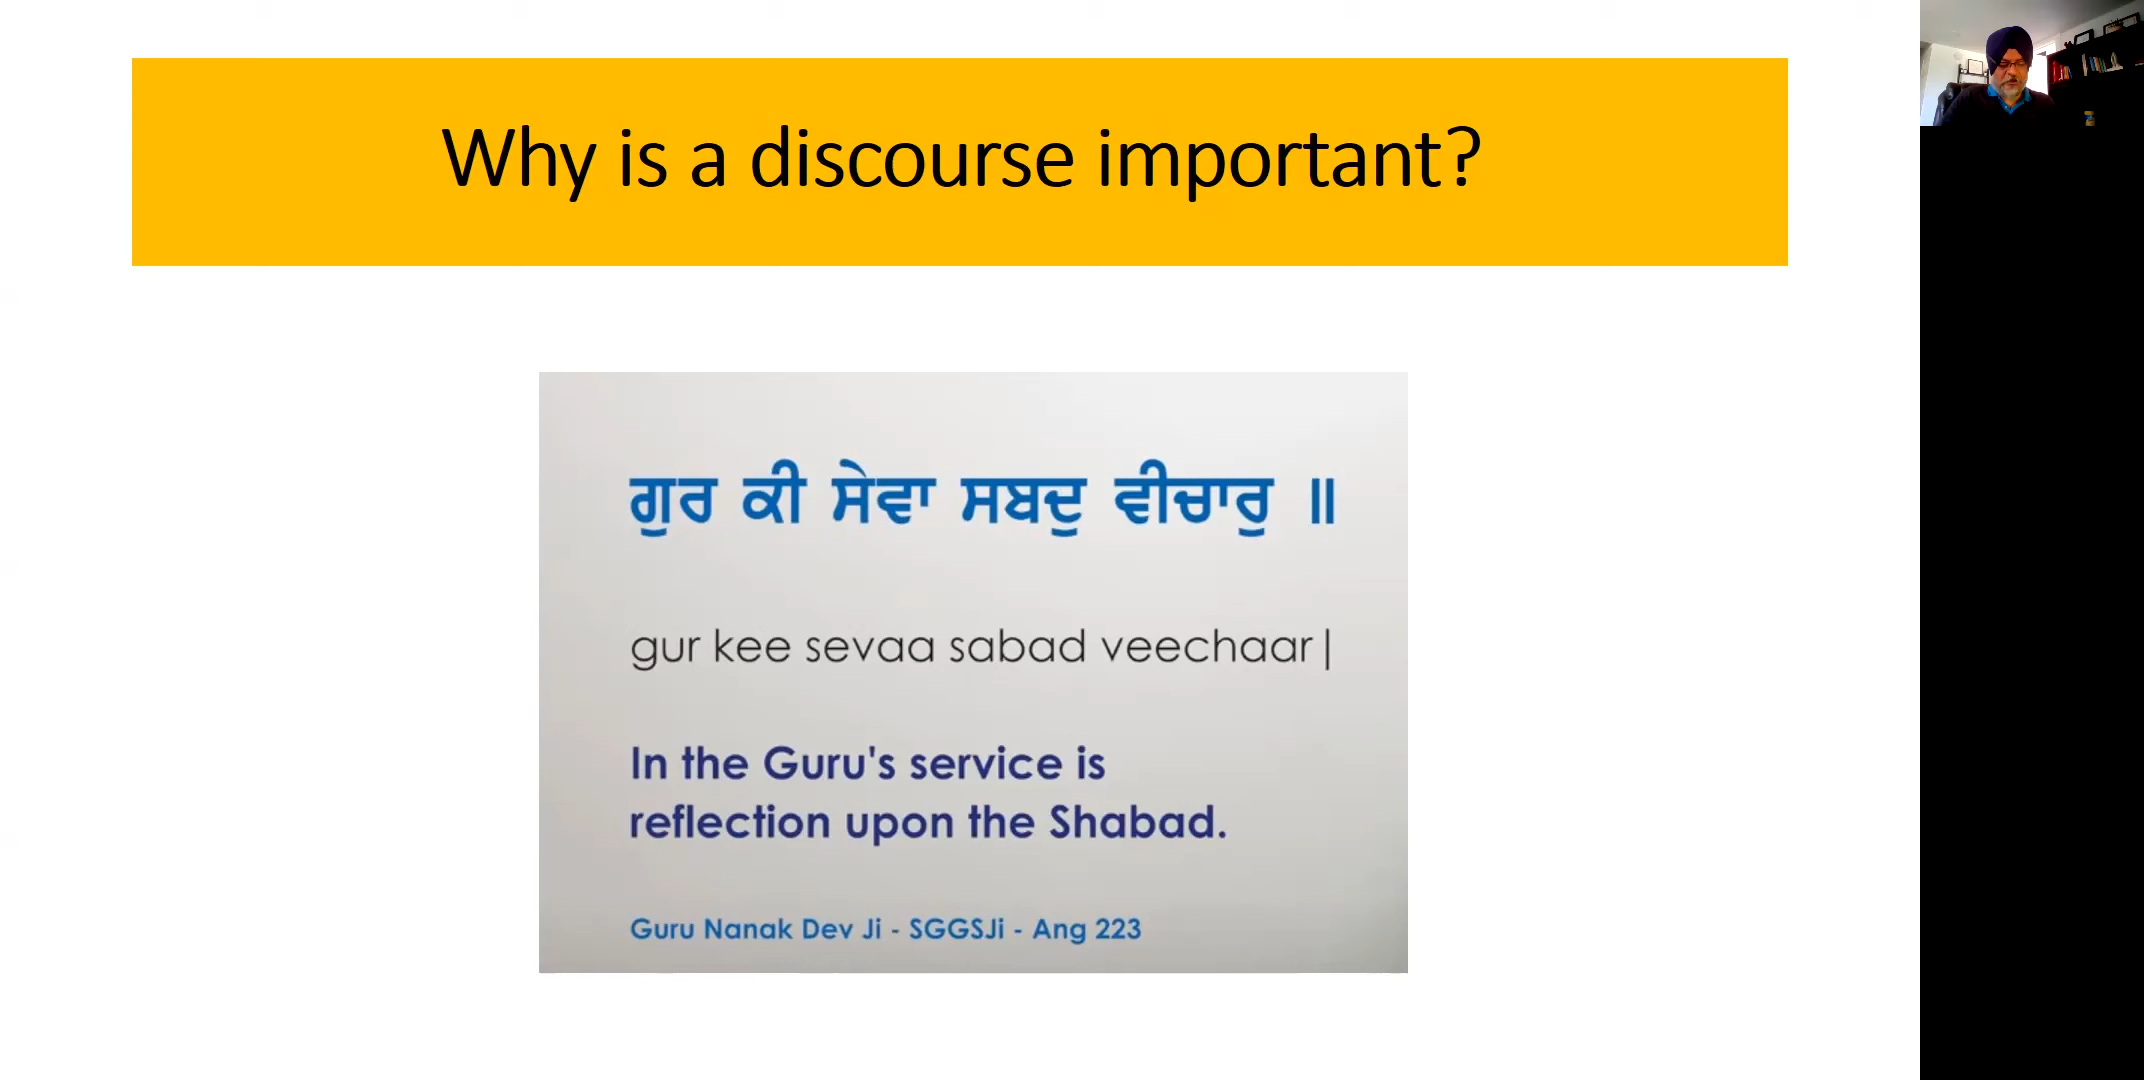 Why is a discourse important?
ਗੁਰ ਕੀ ਸੇਵਾ ਸਬਦੁ ਵੀਚਾਰੁ ॥
gur kee sevaa sabad veechaar|
In the Guru's service is
reflection upon the Shabad.
Guru Nanak Dev Ji - SGGSJi - Ang 223